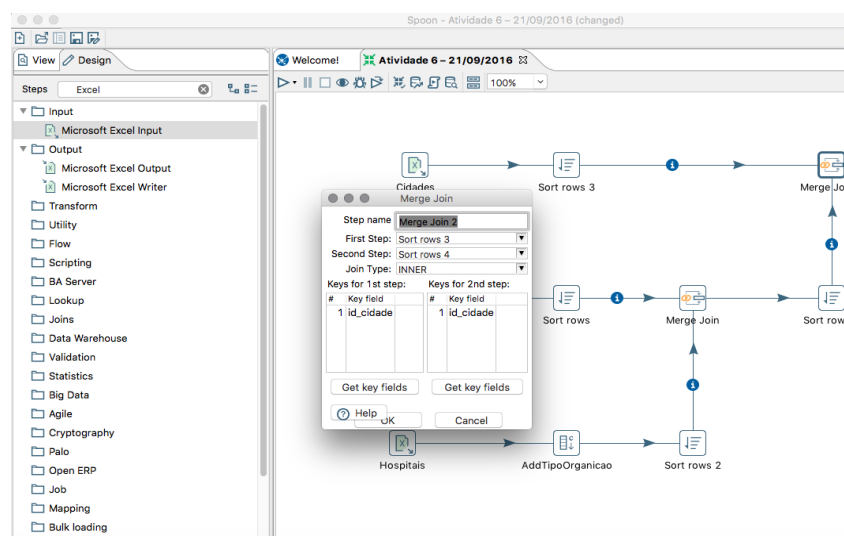 Spoon - Atividade 6 – 21/09/2016 (changed)
View
Design
Welcome!
Atividade 6 – 21/09/2016
Steps
Excel
100%
Input
Microsoft Excel Input
Output
Microsoft Excel Output
Microsoft Excel Writer
Transform
Utility
Flow
Scripting
BA Server
Lookup
Joins
Data Warehouse
Validation
Statistics
Big Data
Agile
Cryptography
Palo
Open ERP
Job
Mapping
Bulk loading
Cidades
Sort rows 3
Merge Jo
Merge Join
Step name
Merge Join 2
First Step:
Sort rows 3
Second Step:
Sort rows 4
Join Type:
INNER
Keys for 1st step:
Keys for 2nd step:
# Key field
# Key field
1 id_cidade
1 id_cidade
Get key fields
Get key fields
Help
OK
Cancel
Sort rows
Merge Join
Sort row
Hospitais
AddTipoOrganicao
Sort rows 2